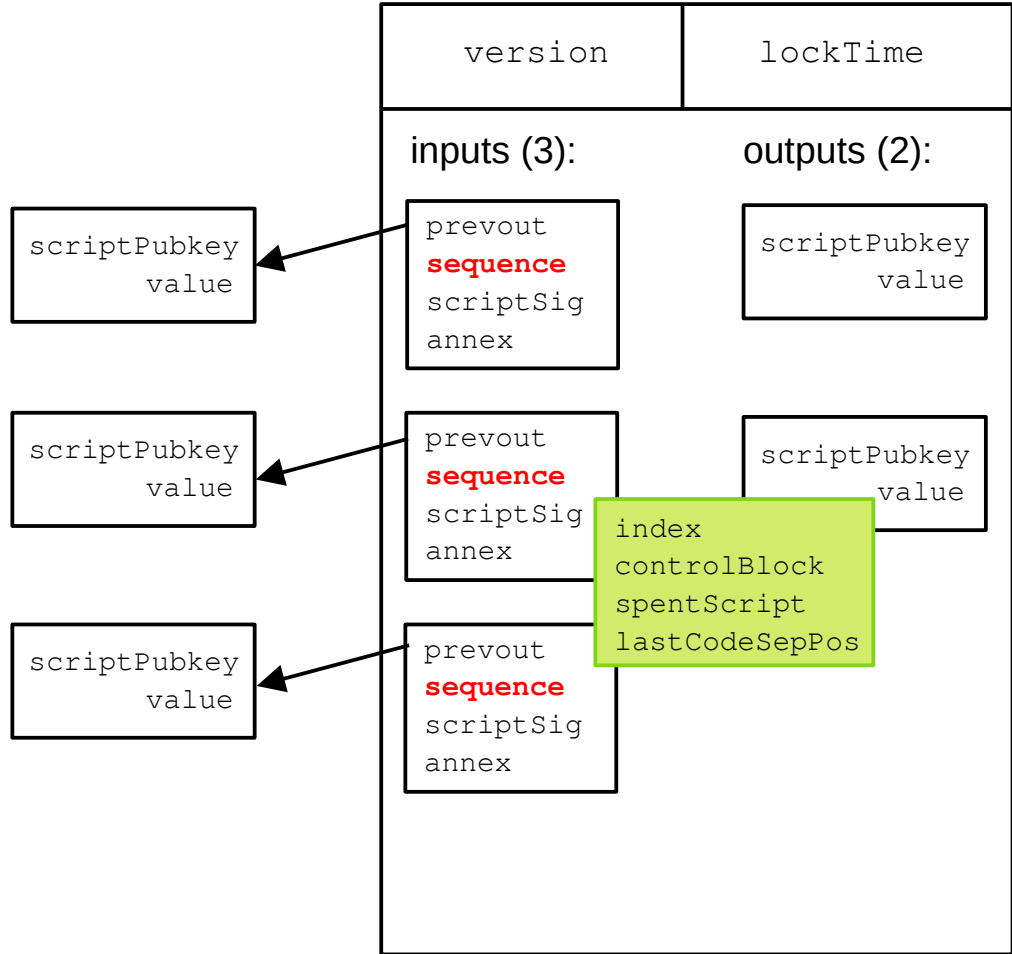 version
lockTime
inputs (3):
outputs (2):
scriptPubkey
value
prevout
sequence
scriptSig
annex
scriptPubkey
value
scriptPubkey
value
prevout
sequence
scriptSig
annex
scriptPubkey
value
index
controlBlock
spentScript
lastCodeSepPos
scriptPubkey
value
prevout
sequence
scriptSig
annex